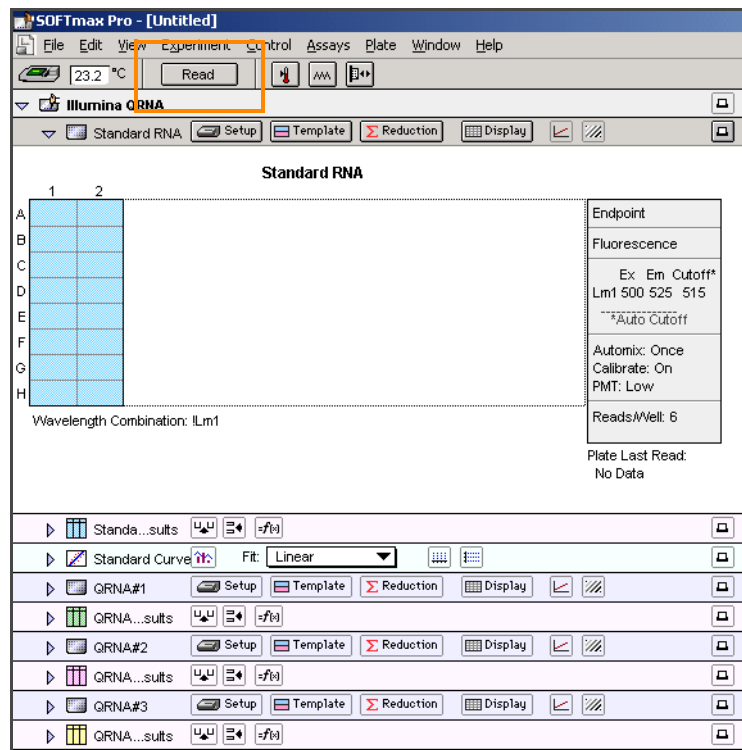 SOFTmax Pro - [Untitled]
File Edit View Experiment Control Assays Plate Window Help
23.2 °C Read
Illumina QRNA
Standard RNA Setup Template Σ Reduction Display
Standard RNA
1 2
A
B
C
D
E
F
G
H
Endpoint
Fluorescence
Ex Em Cutoff*
Lm1 500 525 515
*Auto Cutoff
Automix: Once
Calibrate: On
PMT: Low
Reads/Well: 6
Wavelength Combination: !Lm1
Plate Last Read:
No Data
Standa...sults =f(x)
Standard Curve Fit: Linear
QRNA#1 Setup Template Σ Reduction Display
QRNA...sults =f(x)
QRNA#2 Setup Template Σ Reduction Display
QRNA...sults =f(x)
QRNA#3 Setup Template Σ Reduction Display
QRNA...sults =f(x)